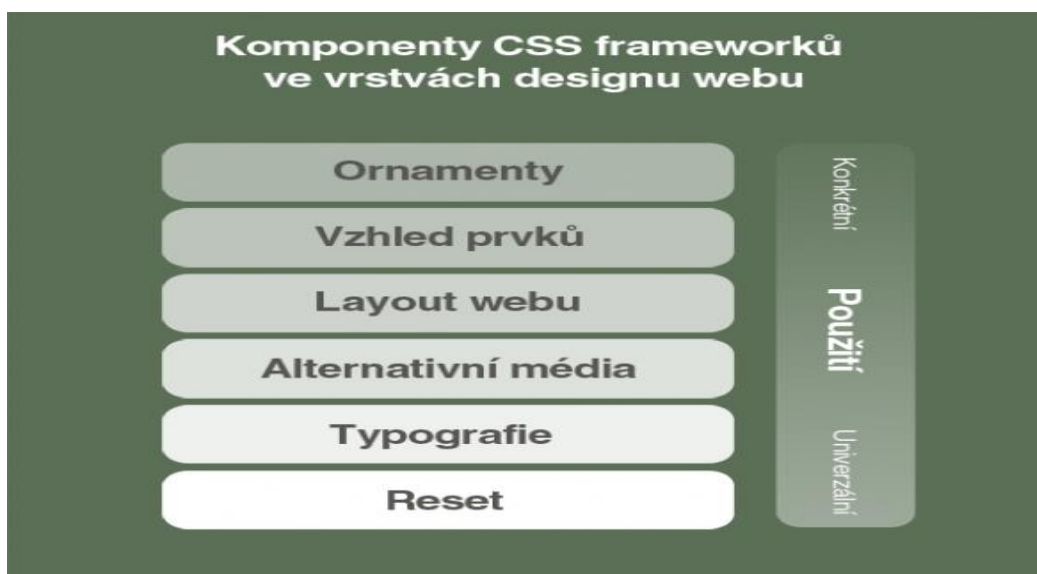 Komponenty CSS frameworků
ve vrstvách designu webu
Ornamenty
Vzhled prvků
Layout webu
Alternativní média
Typografie
Reset
Konkrétní
Použití
Univerzální